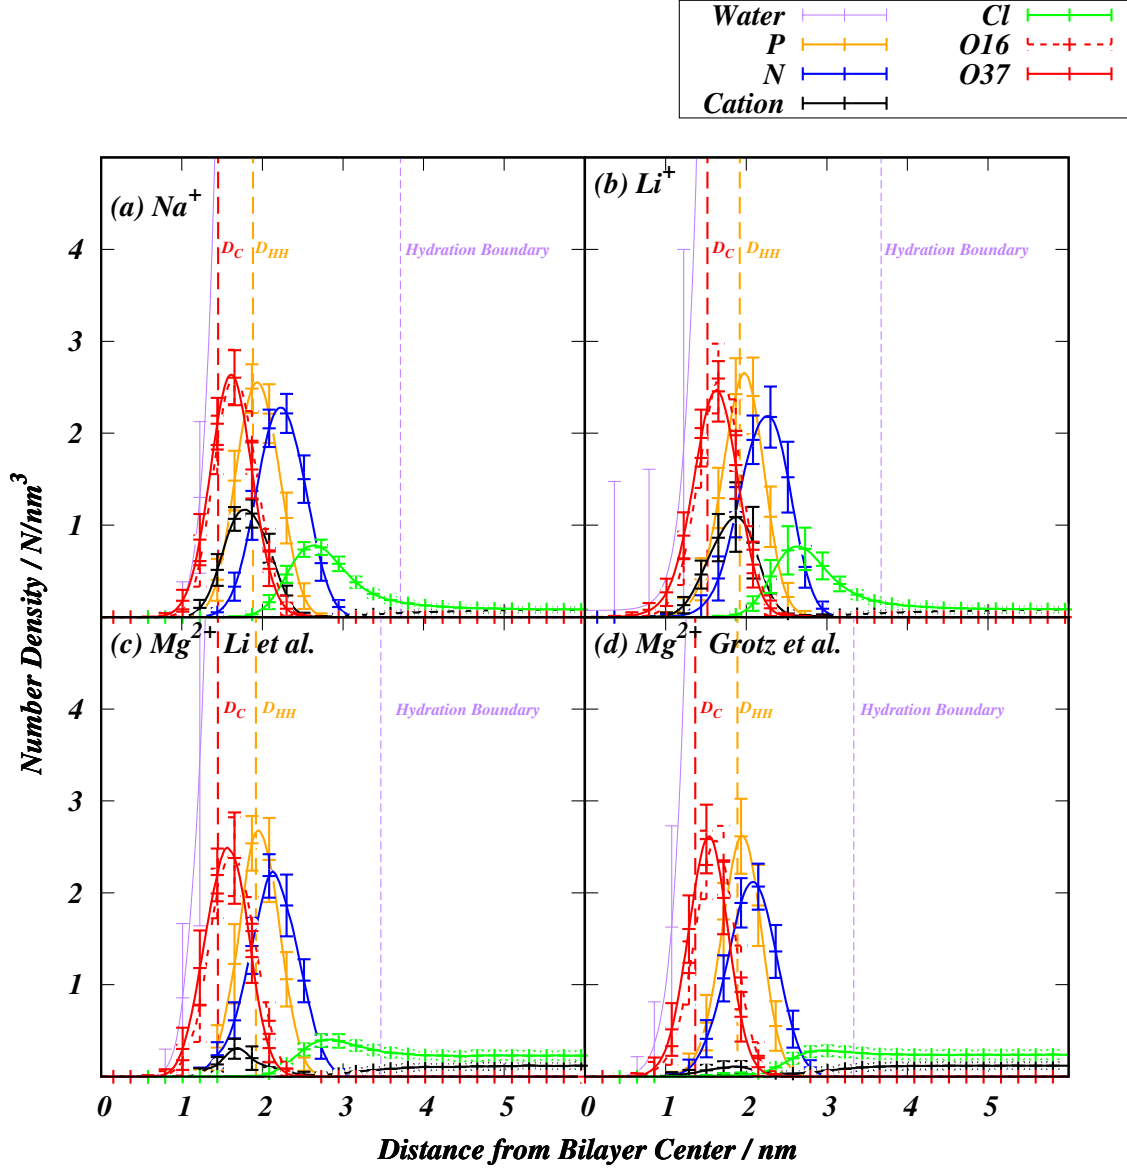 Water Cl
P O16
N O37
Cation
(a) Na+ (b) Li+
4 D_C D_HH Hydration Boundary D_C D_HH Hydration Boundary
3
2
1
(c) Mg2+ Li et al. (d) Mg2+ Grotz et al.
4 D_C D_HH Hydration Boundary D_C D_HH Hydration Boundary
3
2
1
0 1 2 3 4 5 0 1 2 3 4 5
Number Density / N/nm3
Distance from Bilayer Center / nm